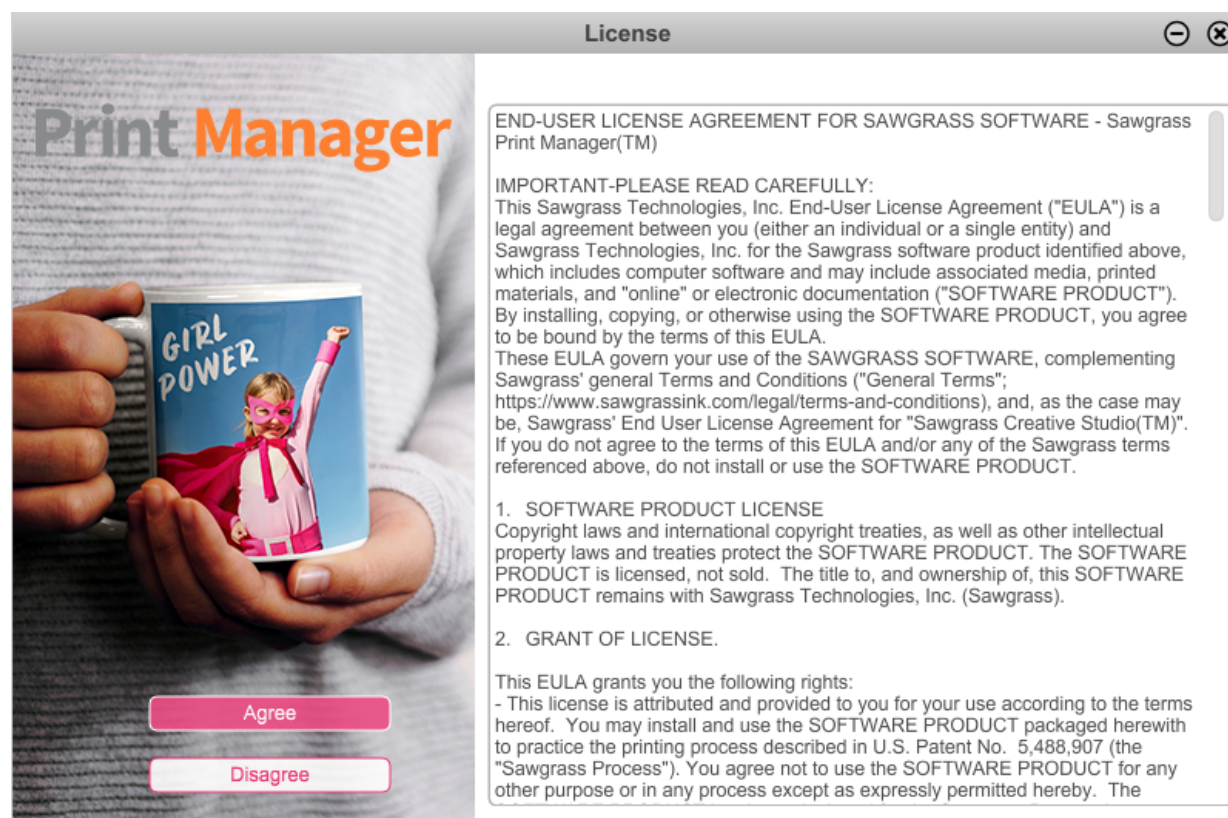 License
Print Manager
GIRL
POWER
Agree
Disagree
END-USER LICENSE AGREEMENT FOR SAWGRASS SOFTWARE - Sawgrass
Print Manager(TM)
IMPORTANT-PLEASE READ CAREFULLY:
This Sawgrass Technologies, Inc. End-User License Agreement ("EULA") is a
legal agreement between you (either an individual or a single entity) and
Sawgrass Technologies, Inc. for the Sawgrass software product identified above,
which includes computer software and may include associated media, printed
materials, and "online" or electronic documentation ("SOFTWARE PRODUCT").
By installing, copying, or otherwise using the SOFTWARE PRODUCT, you agree
to be bound by the terms of this EULA.
These EULA govern your use of the SAWGRASS SOFTWARE, complementing
Sawgrass' general Terms and Conditions ("General Terms";
https://www.sawgrassink.com/legal/terms-and-conditions), and, as the case may
be, Sawgrass' End User License Agreement for "Sawgrass Creative Studio(TM)".
If you do not agree to the terms of this EULA and/or any of the Sawgrass terms
referenced above, do not install or use the SOFTWARE PRODUCT.
1. SOFTWARE PRODUCT LICENSE
Copyright laws and international copyright treaties, as well as other intellectual
property laws and treaties protect the SOFTWARE PRODUCT. The SOFTWARE
PRODUCT is licensed, not sold. The title to, and ownership of, this SOFTWARE
PRODUCT remains with Sawgrass Technologies, Inc. (Sawgrass).
2. GRANT OF LICENSE.
This EULA grants you the following rights:
- This license is attributed and provided to you for your use according to the terms
hereof. You may install and use the SOFTWARE PRODUCT packaged herewith
to practice the printing process described in U.S. Patent No. 5,488,907 (the
"Sawgrass Process"). You agree not to use the SOFTWARE PRODUCT for any
other purpose or in any process except as expressly permitted hereby. The